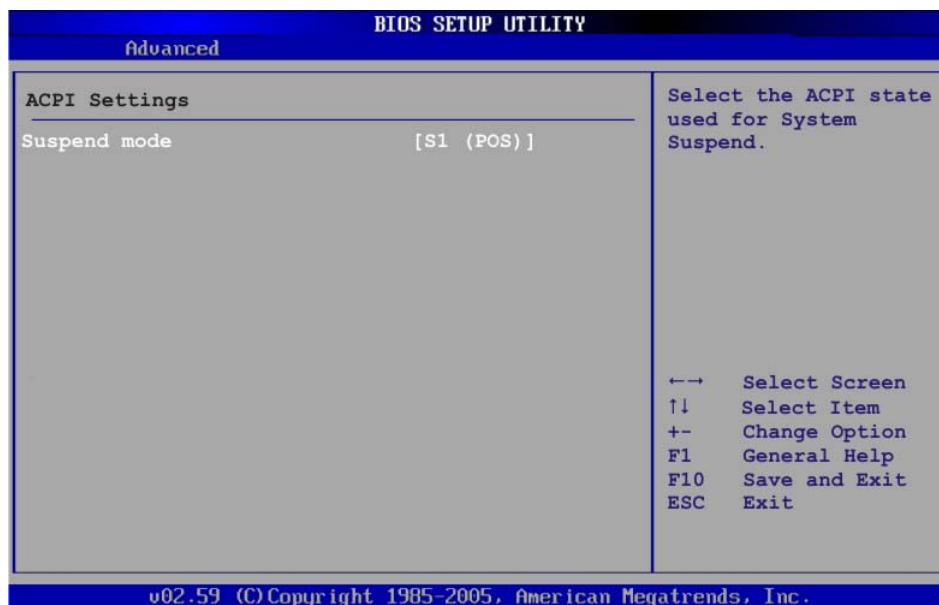 BIOS SETUP UTILITY
Advanced
ACPI Settings
Suspend mode [S1 (POS)]
Select the ACPI state
used for System
Suspend.
←→ Select Screen
↑↓ Select Item
+- Change Option
F1 General Help
F10 Save and Exit
ESC Exit
v02.59 (C)Copyright 1985-2005, American Megatrends, Inc.